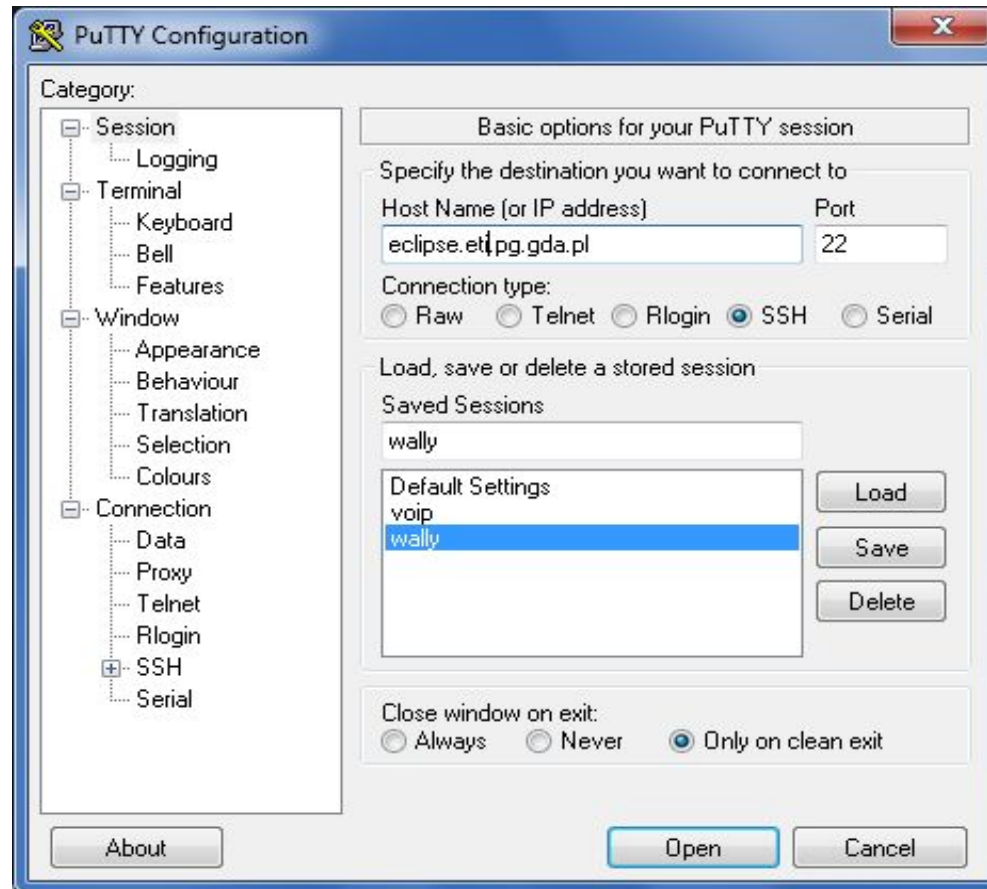 PuTTY Configuration
Category:
Session
Logging
Terminal
Keyboard
Bell
Features
Window
Appearance
Behaviour
Translation
Selection
Colours
Connection
Data
Proxy
Telnet
Rlogin
SSH
Serial
Basic options for your PuTTY session
Specify the destination you want to connect to
Host Name (or IP address) Port
eclipse.eti.pg.gda.pl 22
Connection type:
Raw Telnet Rlogin SSH Serial
Load, save or delete a stored session
Saved Sessions
wally
Default Settings
voip
wally
Load
Save
Delete
Close window on exit:
Always Never Only on clean exit
About Open Cancel